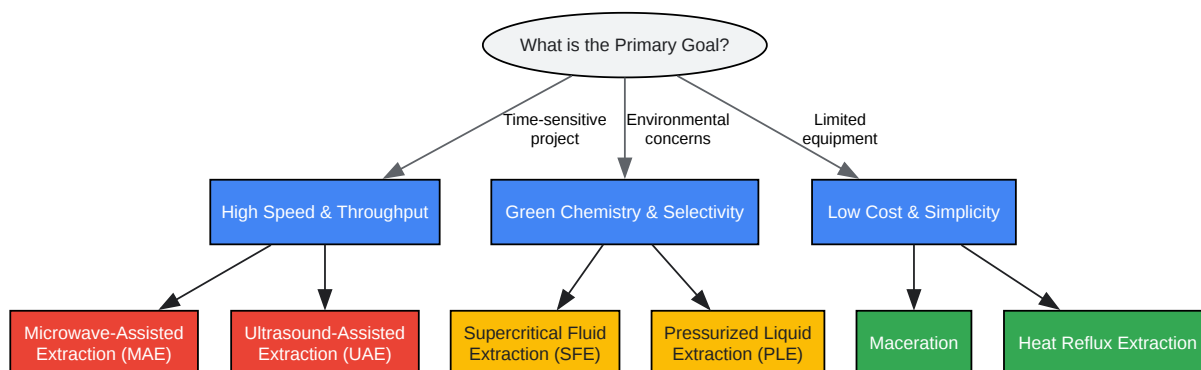 What is the Primary Goal?
Time-sensitive
project
Environmental
concerns
Limited
equipment
High Speed & Throughput
Green Chemistry & Selectivity
Low Cost & Simplicity
Microwave-Assisted
Extraction (MAE)
Ultrasound-Assisted
Extraction (UAE)
Supercritical Fluid
Extraction (SFE)
Pressurized Liquid
Extraction (PLE)
Maceration
Heat Reflux Extraction